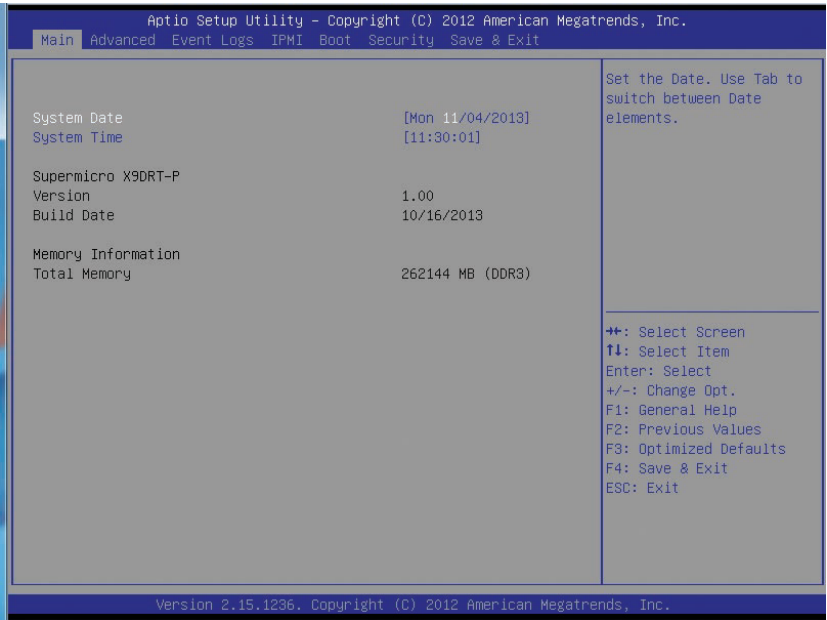 Aptio Setup Utility – Copyright (C) 2012 American Megatrends, Inc.
Main Advanced Event Logs IPMI Boot Security Save & Exit
System Date [Mon 11/04/2013]
System Time [11:30:01]
Supermicro X9DRT-P
Version 1.00
Build Date 10/16/2013
Memory Information
Total Memory 262144 MB (DDR3)
Set the Date. Use Tab to
switch between Date
elements.
→←: Select Screen
↑↓: Select Item
Enter: Select
+/-: Change Opt.
F1: General Help
F2: Previous Values
F3: Optimized Defaults
F4: Save & Exit
ESC: Exit
Version 2.15.1236. Copyright (C) 2012 American Megatrends, Inc.